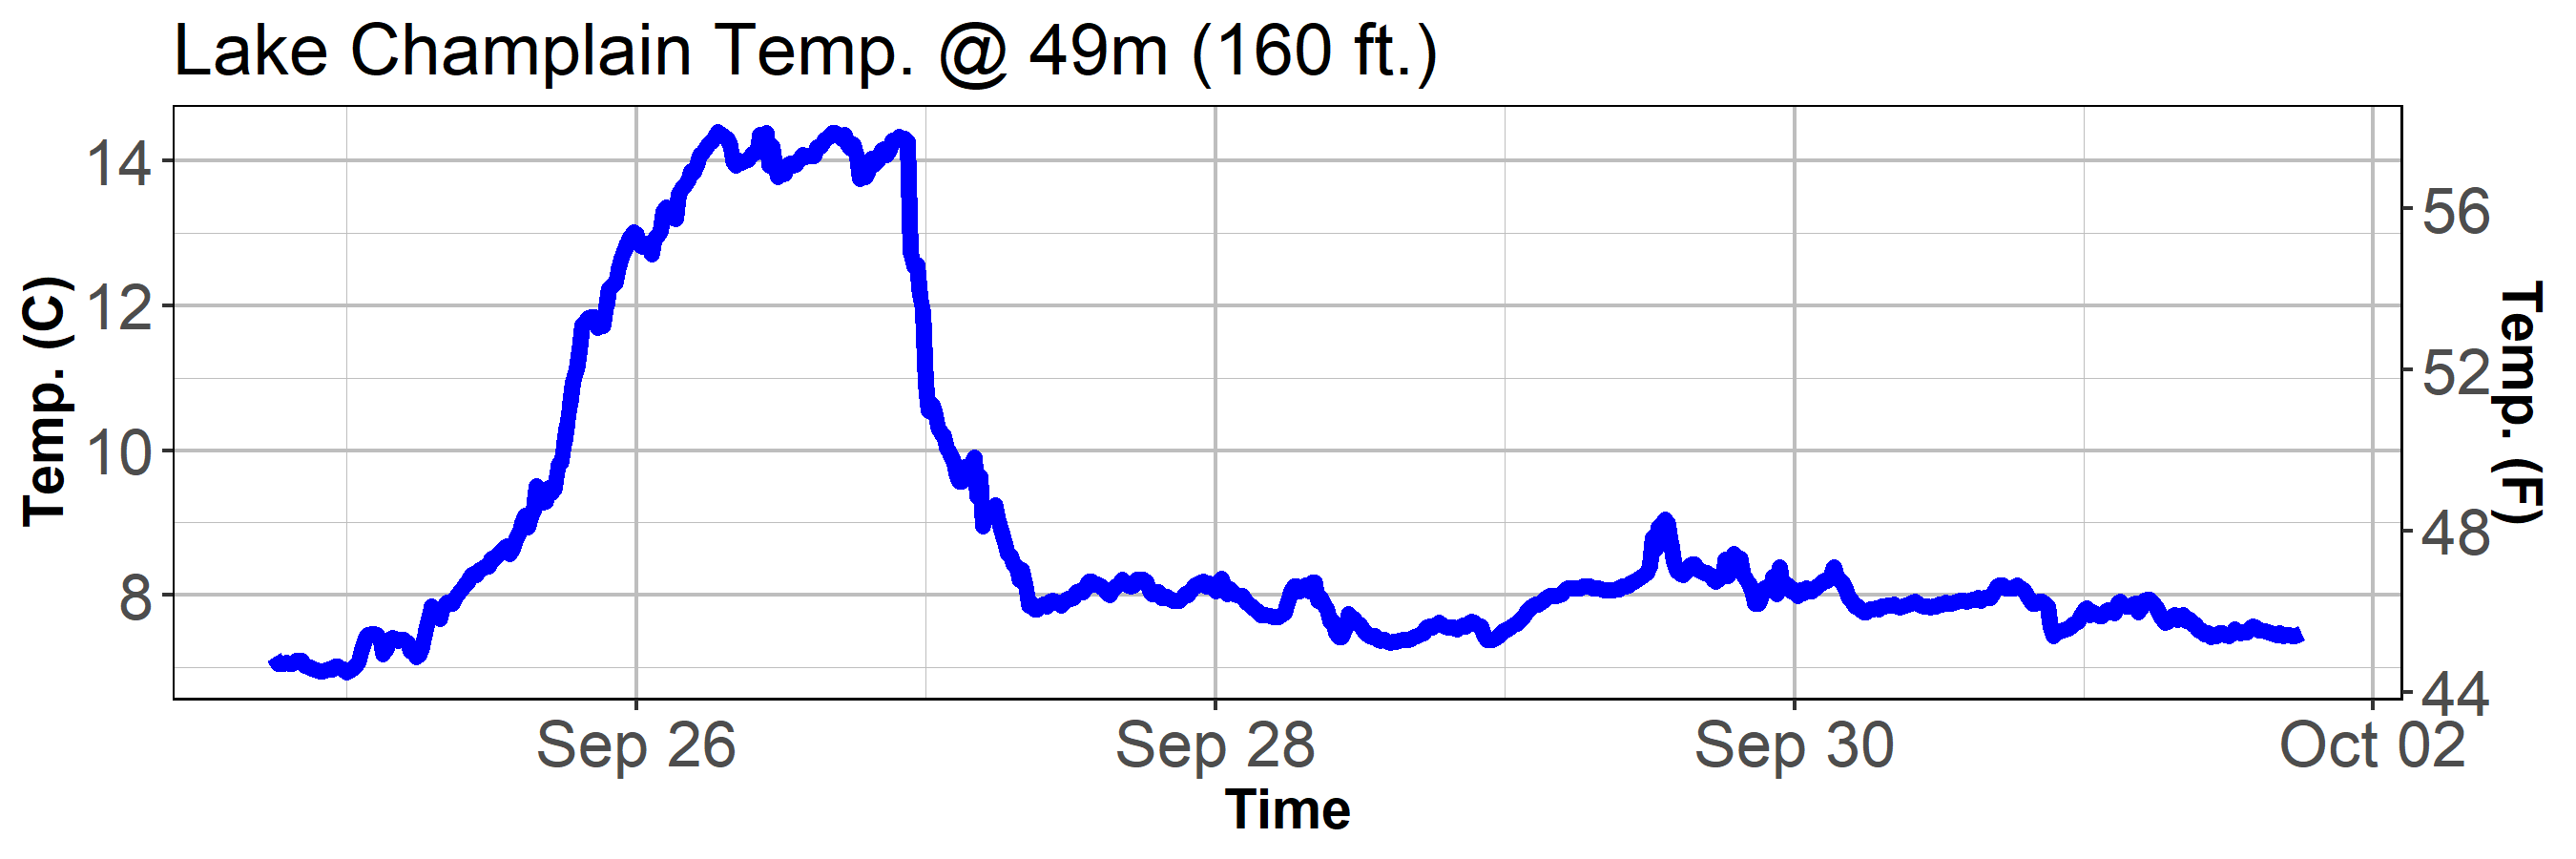 Lake Champlain Temp. @ 49m (160 ft.)
14
12
10
8
Temp. (C)
56
52
48
44
Temp. (F)
Sep 26 Sep 28 Sep 30 Oct 02
Time